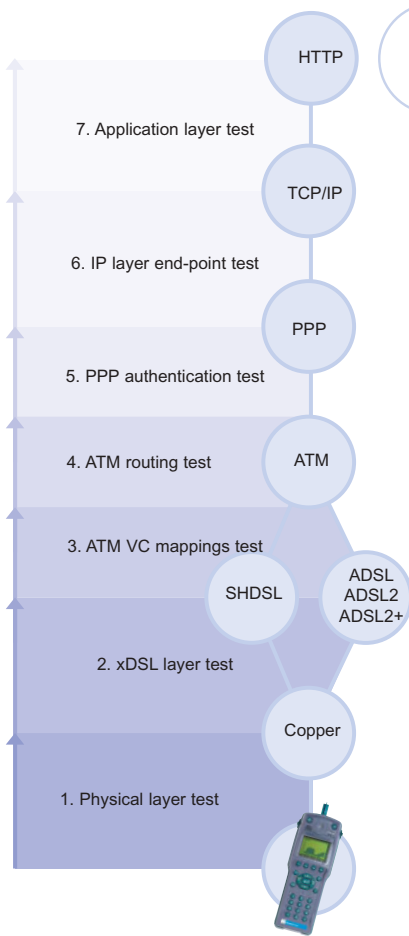 HTTP
7. Application layer test
TCP/IP
6. IP layer end-point test
PPP
5. PPP authentication test
4. ATM routing test
ATM
3. ATM VC mappings test
SHDSL
ADSL
ADSL2
ADSL2+
2. xDSL layer test
Copper
1. Physical layer test